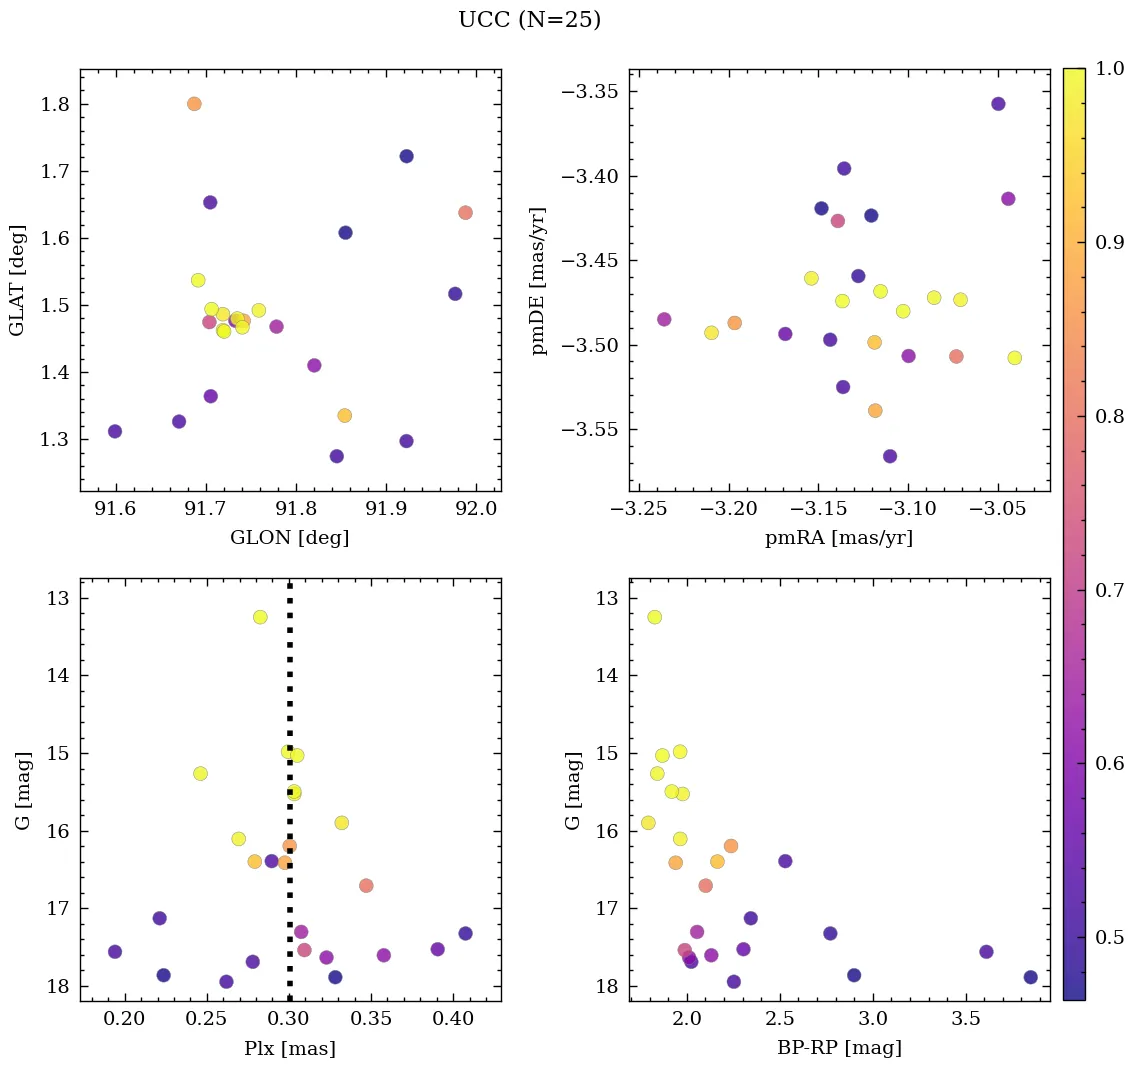 UCC (N=25)
1.8
1.7
1.6
1.5
1.4
1.3
GLAT [deg]
91.6 91.7 91.8 91.9 92.0
GLON [deg]
−3.35
−3.40
−3.45
−3.50
−3.55
pmDE [mas/yr]
−3.25 −3.20 −3.15 −3.10 −3.05
pmRA [mas/yr]
1.0
0.9
0.8
0.7
0.6
0.5
13
14
15
16
17
18
G [mag]
0.20 0.25 0.30 0.35 0.40
Plx [mas]
13
14
15
16
17
18
G [mag]
2.0 2.5 3.0 3.5
BP-RP [mag]